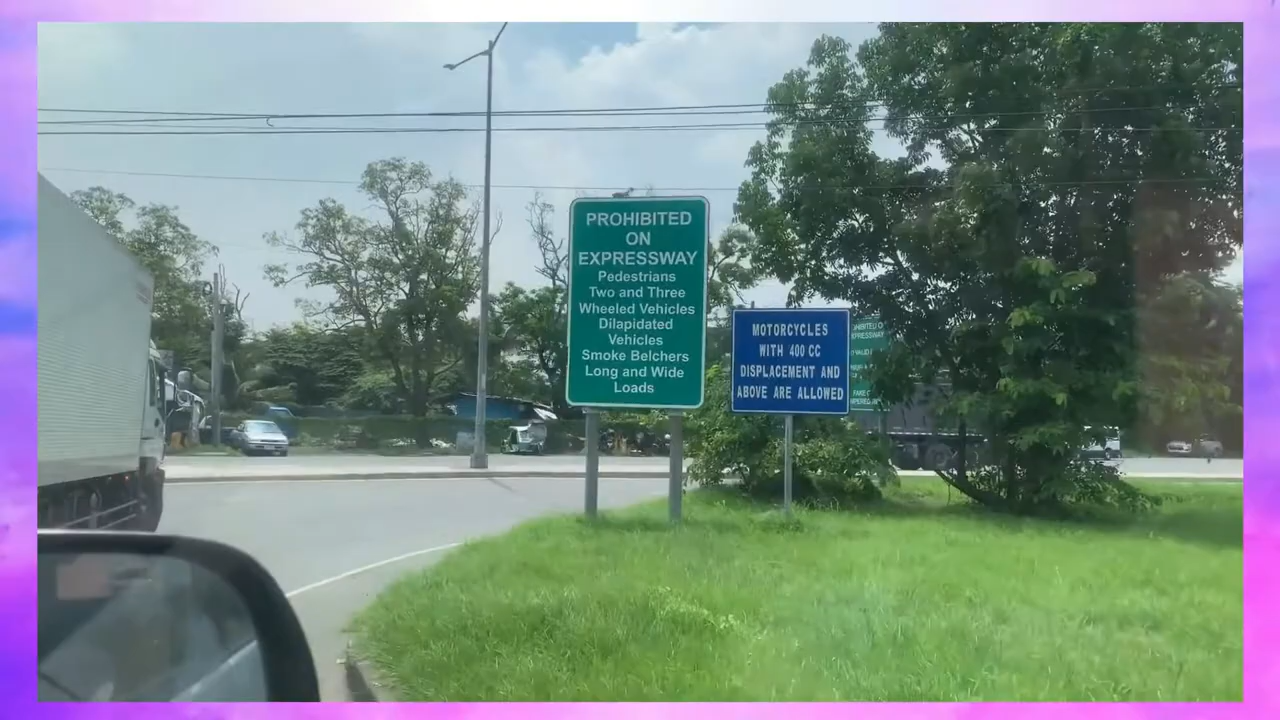 PROHIBITED
ON
EXPRESSWAY
Pedestrians
Two and Three
Wheeled Vehicles
Dilapidated
Vehicles
Smoke Belchers
Long and Wide
Loads
MOTORCYCLES
WITH 400 CC
DISPLACEMENT AND
ABOVE ARE ALLOWED